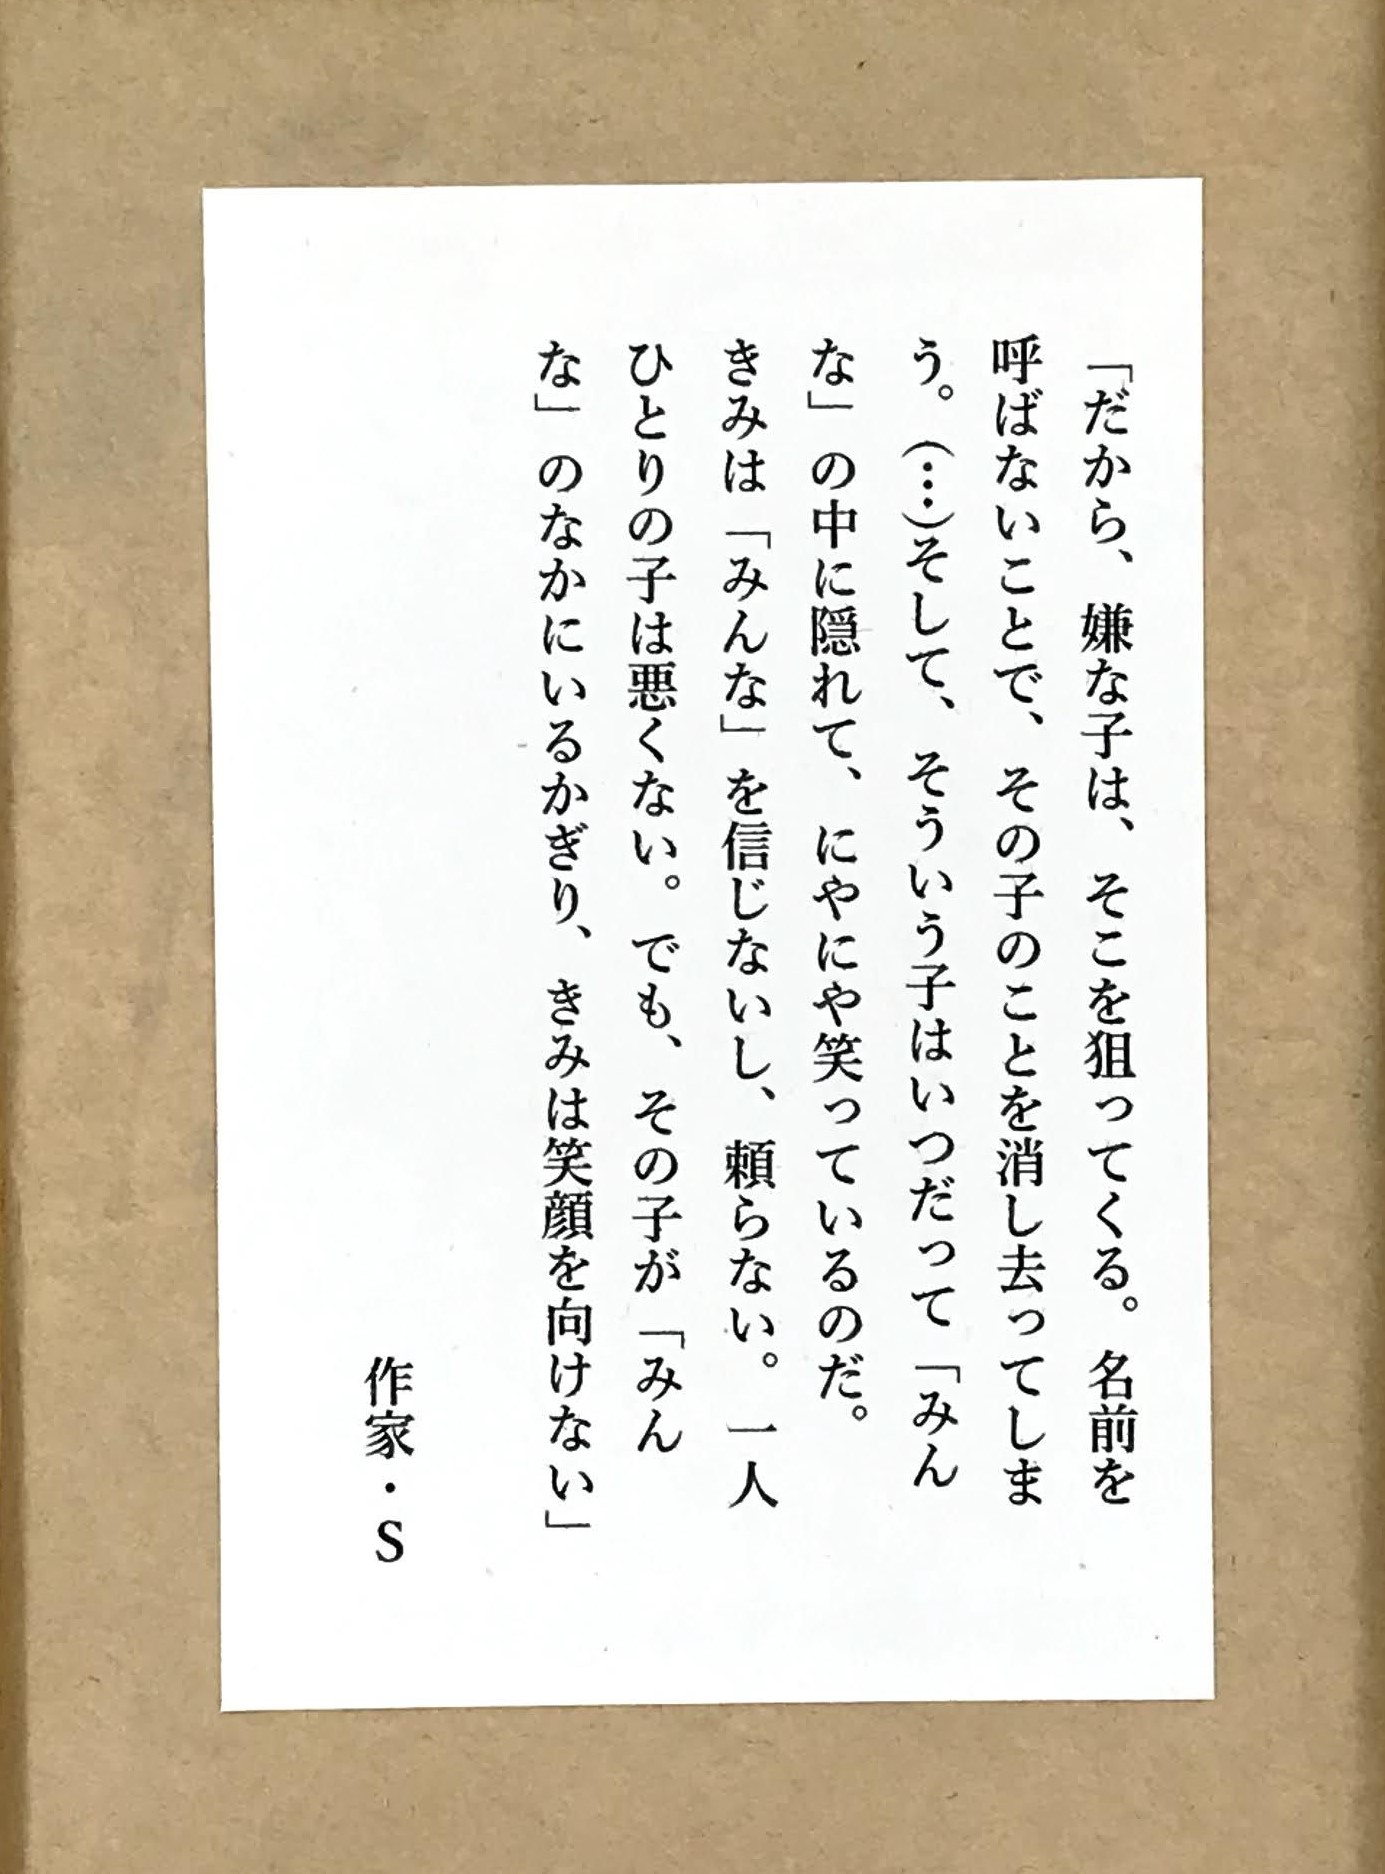 「だから、嫌な子は、そこを狙ってくる。名前を
呼ばないことで、その子のことを消し去ってしま
う。(…)そして、そういう子はいつだって「みん
な」の中に隠れて、にやにや笑っているのだ。
きみは「みんな」を信じないし、頼らない。一人
ひとりの子は悪くない。でも、その子が「みん
な」のなかにいるかぎり、きみは笑顔を向けない」
作家・S